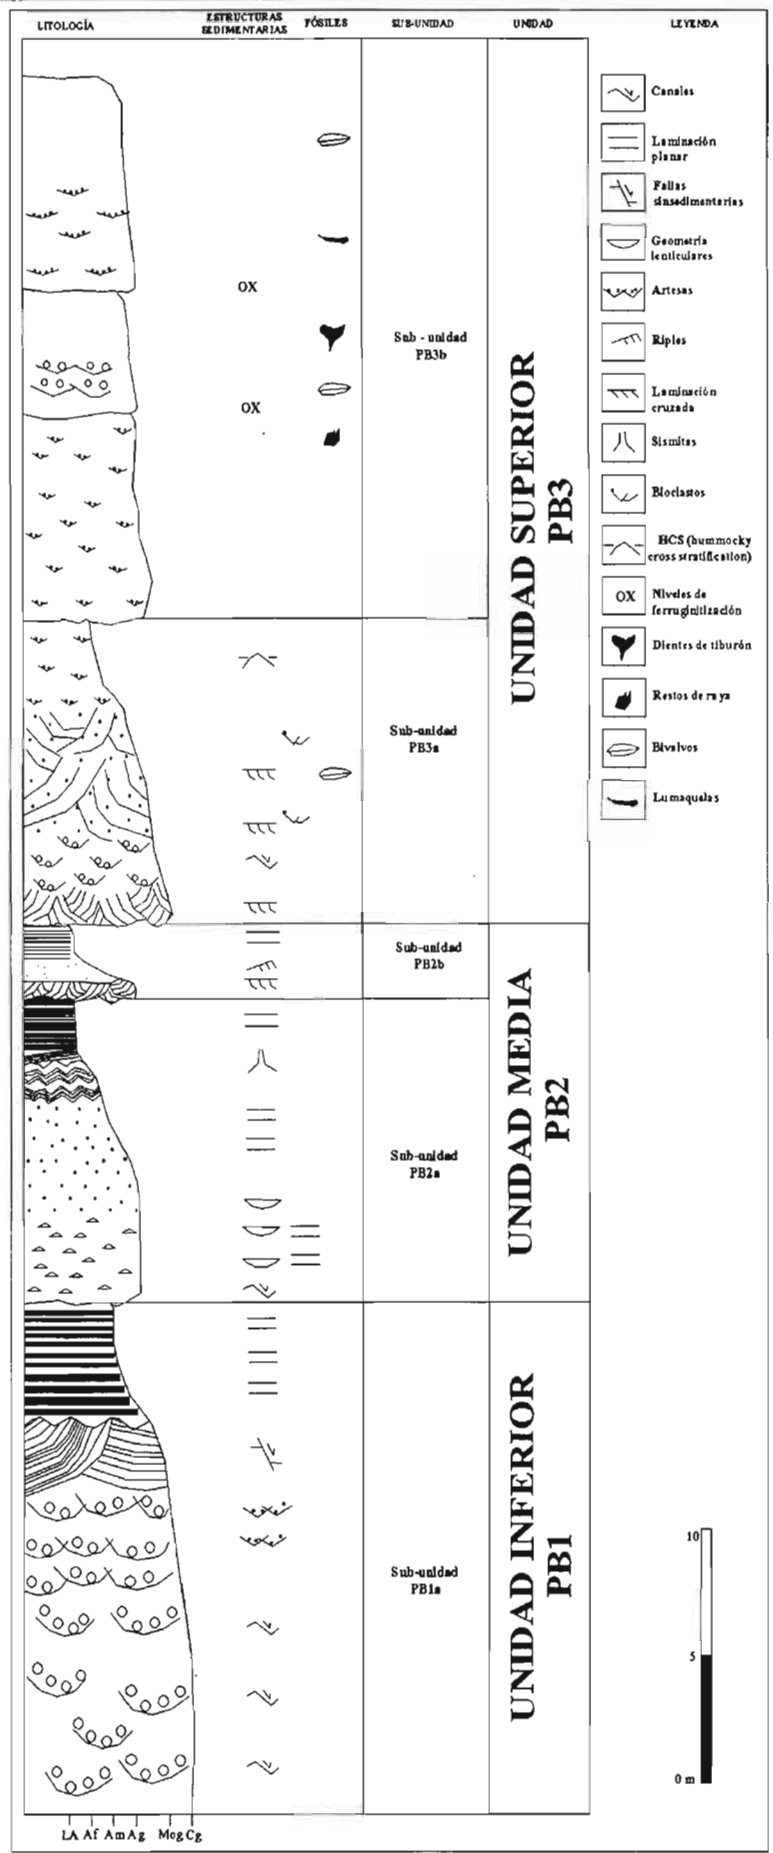 LITOLOGÍA
ESTRUCTURAS
SEDIMENTARIAS
FÓSILES
SUB-UNIDAD
UNIDAD
LEYENDA
Canales
Laminación
planar
Fallas
sinsedimentarias
Geometría
lenticulares
Artesas
Riples
Laminación
cruzada
Sismitas
Bioclastos
HCS (hummocky
cross stratification)
OX
Niveles de
ferruginitización
Dientes de tiburón
Restos de raya
Bivalvos
Lumaquelas
OX
OX
Sub - unidad
PB3b
UNIDAD SUPERIOR
PB3
Sub-unidad
PB3a
Sub-unidad
PB2b
UNIDAD MEDIA
PB2
Sub-unidad
PB2a
UNIDAD INFERIOR
PB1
Sub-unidad
PB1a
10
5
0 m
LA Af Am Ag Mog Cg